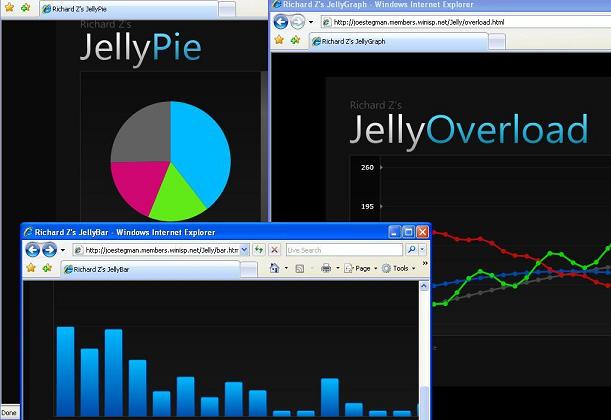 Richard Z's JellyPie
Richard Z's
JellyPie
Richard Z's JellyGraph - Windows Internet Explorer
http://joestegman.members.winisp.net/Jelly/overload.html
Richard Z's JellyGraph
Richard Z's
JellyOverload
260
195
Richard Z's JellyBar - Windows Internet Explorer
http://joestegman.members.winisp.net/Jelly/bar.htm
Live Search
Richard Z's JellyBar
Page
Tools
Done